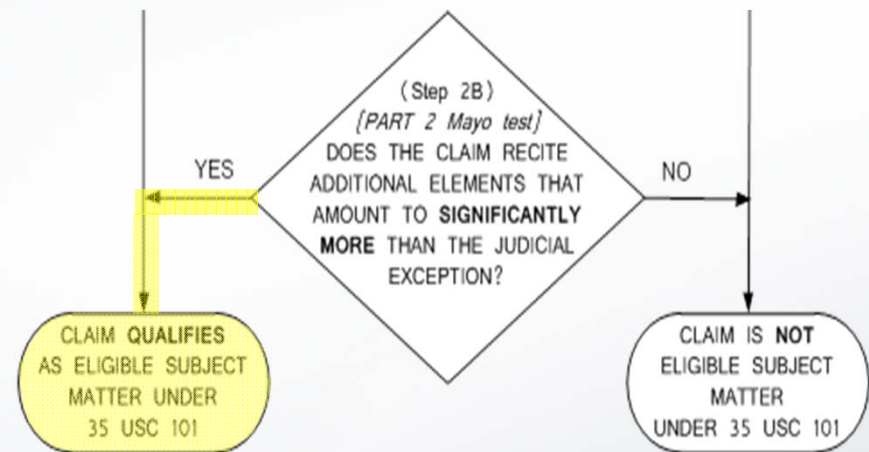 (Step 2B)
[PART 2 Mayo test]
DOES THE CLAIM RECITE
ADDITIONAL ELEMENTS THAT
AMOUNT TO SIGNIFICANTLY
MORE THAN THE JUDICIAL
EXCEPTION?
YES
NO
CLAIM QUALIFIES
AS ELIGIBLE SUBJECT
MATTER UNDER
35 USC 101
CLAIM IS NOT
ELIGIBLE SUBJECT
MATTER
UNDER 35 USC 101